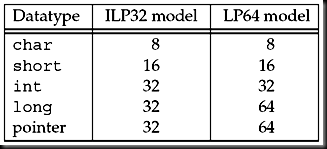 Datatype ILP32 model LP64 model
char 8 8
short 16 16
int 32 32
long 32 64
pointer 32 64